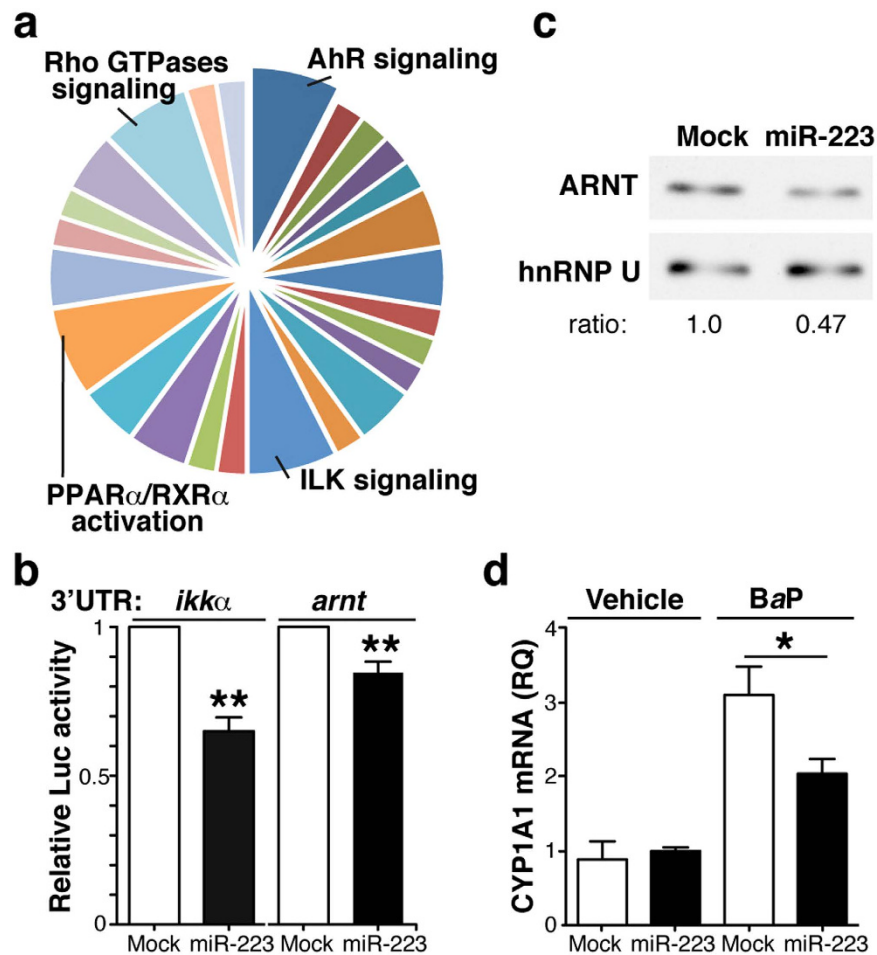 a
Rho GTPases
signaling
AhR signaling
PPARα/RXRα
activation
ILK signaling
c
Mock miR-223
ARNT
hnRNP U
ratio: 1.0 0.47
b
3'UTR: ikkα arnt
Relative Luc activity
1
0.5
0
** **
Mock miR-223 Mock miR-223
d
Vehicle BaP
CYP1A1 mRNA (RQ)
4
3
2
1
0
*
Mock miR-223 Mock miR-223